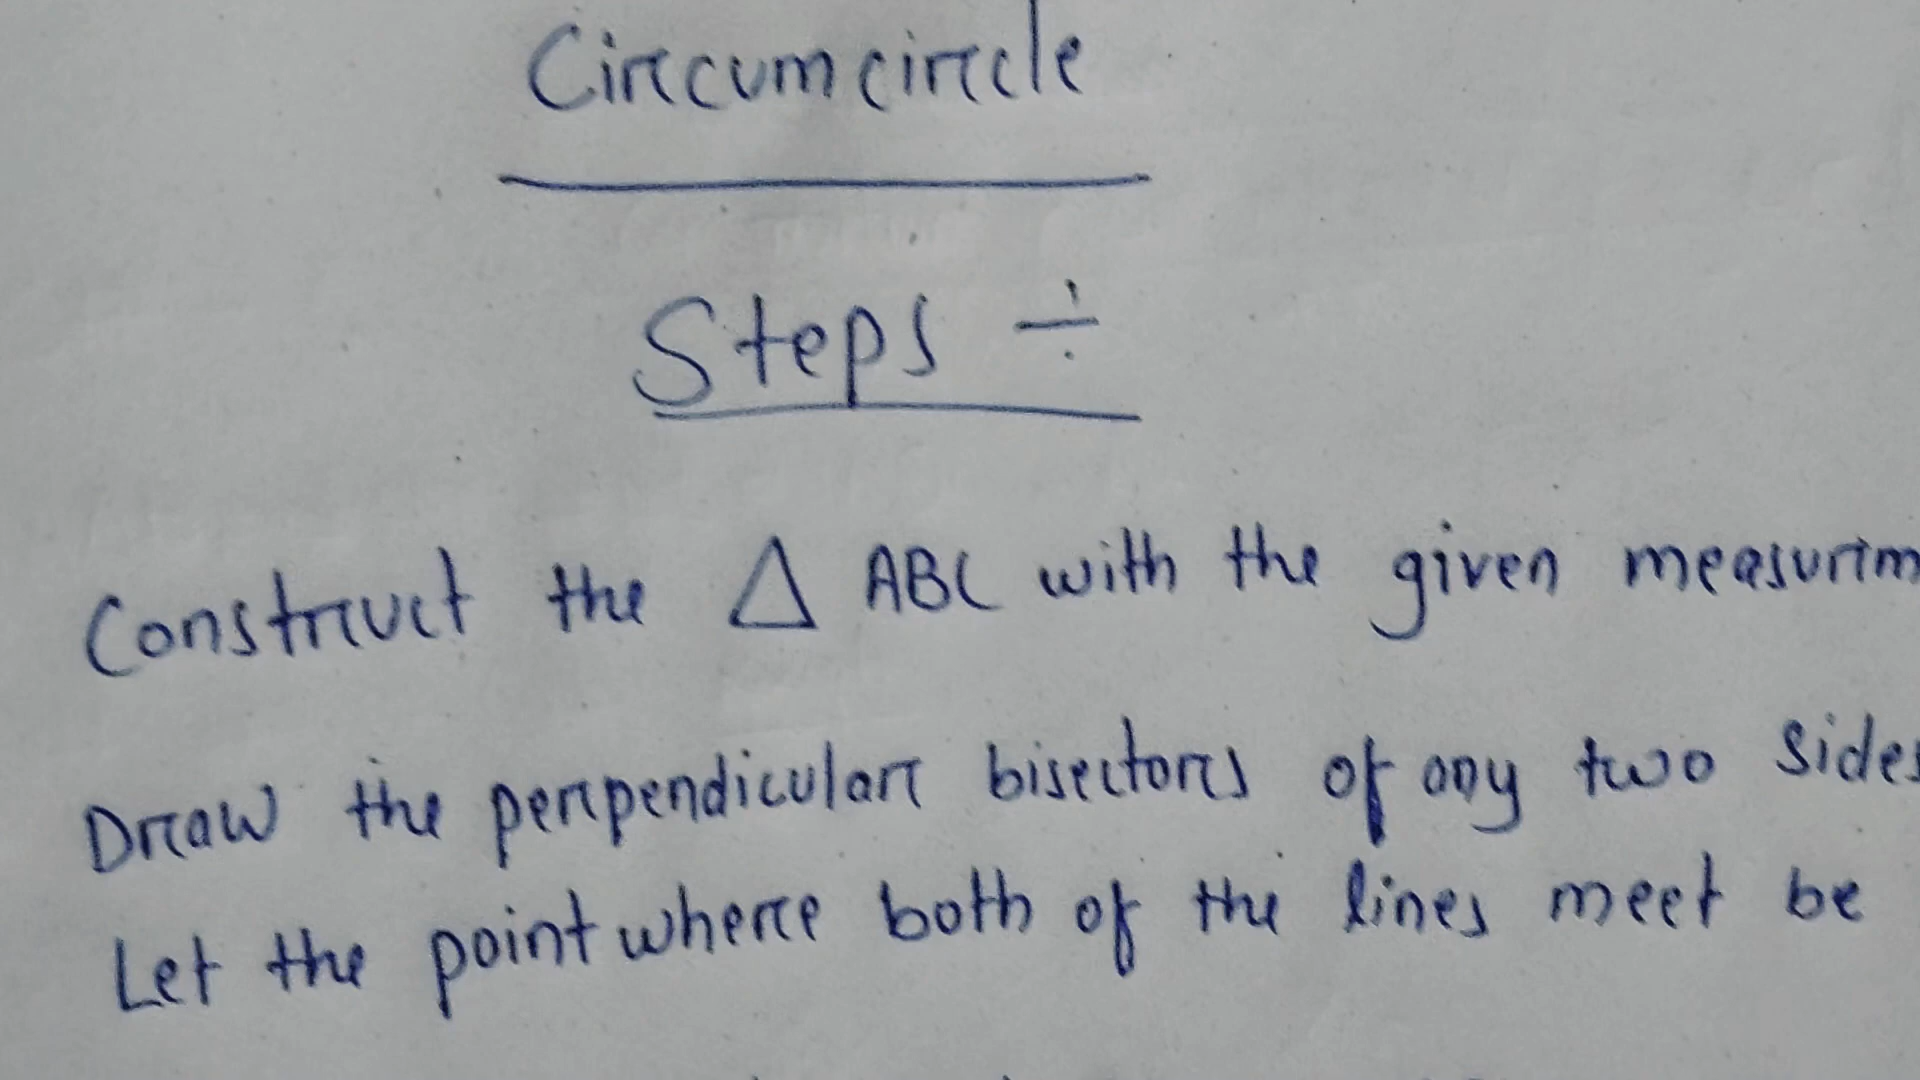 Circumcircle
Steps ÷
Construct the △ ABC with the given
Draw the perpendicular bisectors of any two sides
Let the point where both of the lines meet be